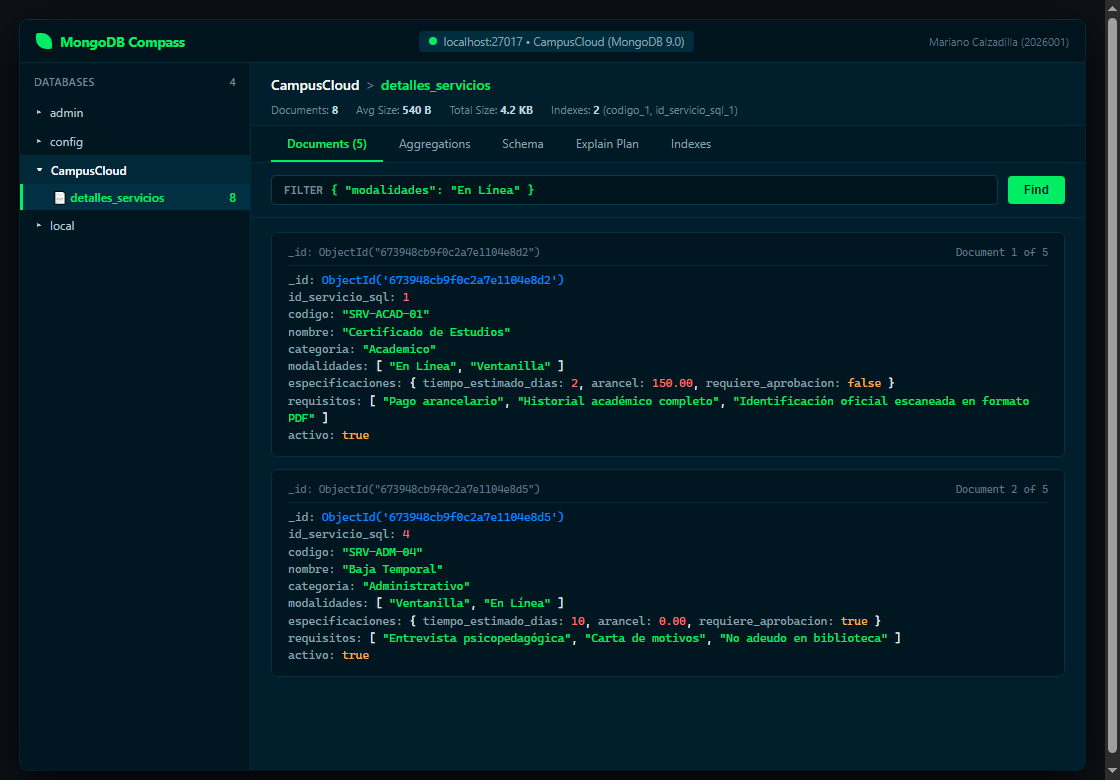 MongoDB Compass
localhost:27017 • CampusCloud (MongoDB 9.0)
Mariano Calzadilla (2026001)
DATABASES 4
admin
config
CampusCloud
detalles_servicios 8
local
CampusCloud > detalles_servicios
Documents: 8 Avg Size: 540 B Total Size: 4.2 KB Indexes: 2 (codigo_1, id_servicio_sql_1)
Documents (5) Aggregations Schema Explain Plan Indexes
FILTER { "modalidades": "En Línea" } Find
_id: ObjectId("673948cb9f0c2a7e1104e8d2") Document 1 of 5
_id: ObjectId('673948cb9f0c2a7e1104e8d2')
id_servicio_sql: 1
codigo: "SRV-ACAD-01"
nombre: "Certificado de Estudios"
categoria: "Academico"
modalidades: [ "En Línea", "Ventanilla" ]
especificaciones: { tiempo_estimado_dias: 2, arancel: 150.00, requiere_aprobacion: false }
requisitos: [ "Pago arancelario", "Historial académico completo", "Identificación oficial escaneada en formato
PDF" ]
activo: true
_id: ObjectId("673948cb9f0c2a7e1104e8d5") Document 2 of 5
_id: ObjectId('673948cb9f0c2a7e1104e8d5')
id_servicio_sql: 4
codigo: "SRV-ADM-04"
nombre: "Baja Temporal"
categoria: "Administrativo"
modalidades: [ "Ventanilla", "En Línea" ]
especificaciones: { tiempo_estimado_dias: 10, arancel: 0.00, requiere_aprobacion: true }
requisitos: [ "Entrevista psicopedagógica", "Carta de motivos", "No adeudo en biblioteca" ]
activo: true